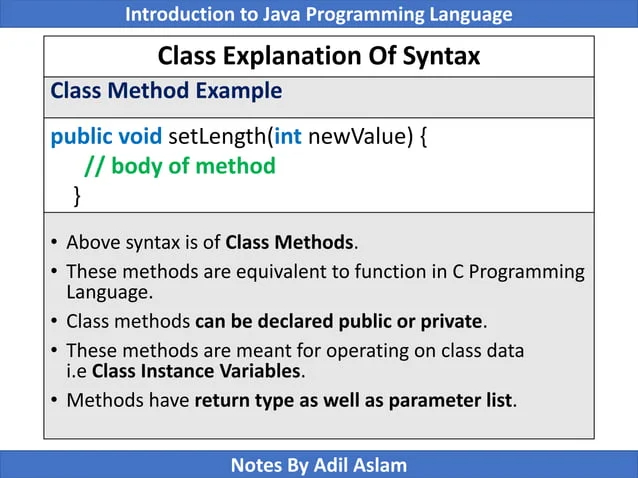 Introduction to Java Programming Language
Class Explanation Of Syntax
Class Method Example
public void setLength(int newValue) {
// body of method
}
• Above syntax is of Class Methods.
• These methods are equivalent to function in C Programming
Language.
• Class methods can be declared public or private.
• These methods are meant for operating on class data
i.e Class Instance Variables.
• Methods have return type as well as parameter list.
Notes By Adil Aslam